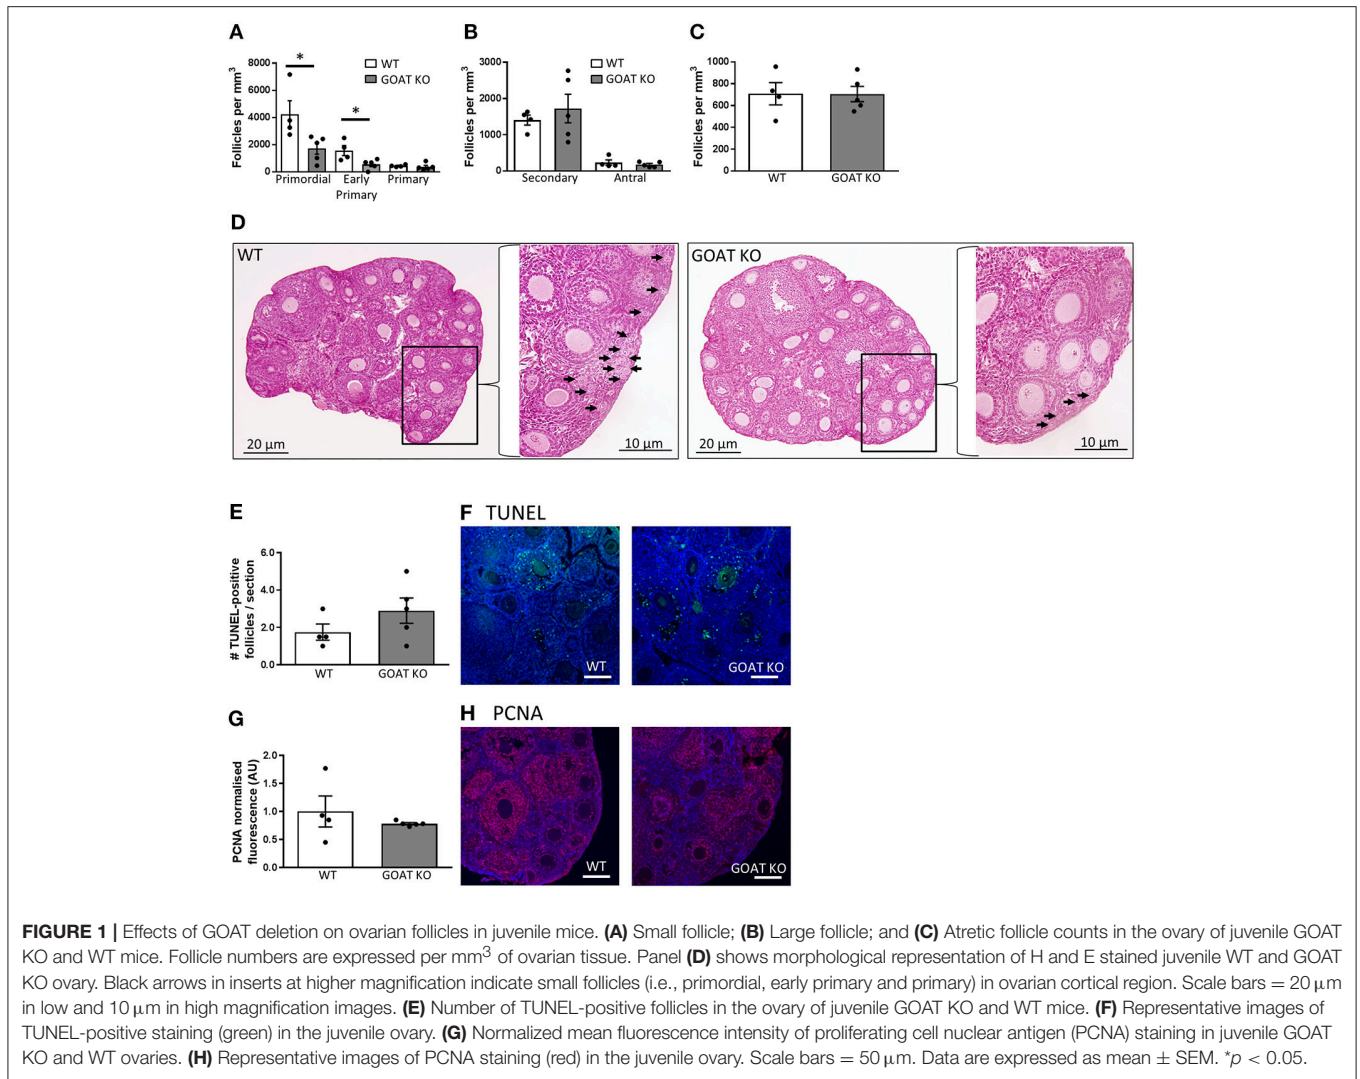 A
Follicles per mm³
8000
6000
4000
2000
0
*
*
WT
GOAT KO
Primordial Early Primary
Primary
B
Follicles per mm³
3000
2000
1000
0
WT
GOAT KO
Secondary Antral
C
Follicles per mm³
1000
800
600
400
200
0
WT GOAT KO
D
WT
20 µm
10 µm
GOAT KO
20 µm
10 µm
E
# TUNEL-positive
follicles / section
6.0
4.0
2.0
0.0
WT GOAT KO
F TUNEL
WT
GOAT KO
G
PCNA normalised
fluorescence (AU)
2.0
1.5
1.0
0.5
0.0
WT GOAT KO
H PCNA
WT
GOAT KO
FIGURE 1 | Effects of GOAT deletion on ovarian follicles in juvenile mice. (A) Small follicle; (B) Large follicle; and (C) Atretic follicle counts in the ovary of juvenile GOAT
KO and WT mice. Follicle numbers are expressed per mm³ of ovarian tissue. Panel (D) shows morphological representation of H and E stained juvenile WT and GOAT
KO ovary. Black arrows in inserts at higher magnification indicate small follicles (i.e., primordial, early primary and primary) in ovarian cortical region. Scale bars = 20 µm
in low and 10 µm in high magnification images. (E) Number of TUNEL-positive follicles in the ovary of juvenile GOAT KO and WT mice. (F) Representative images of
TUNEL-positive staining (green) in the juvenile ovary. (G) Normalized mean fluorescence intensity of proliferating cell nuclear antigen (PCNA) staining in juvenile GOAT
KO and WT ovaries. (H) Representative images of PCNA staining (red) in the juvenile ovary. Scale bars = 50 µm. Data are expressed as mean ± SEM. *p < 0.05.